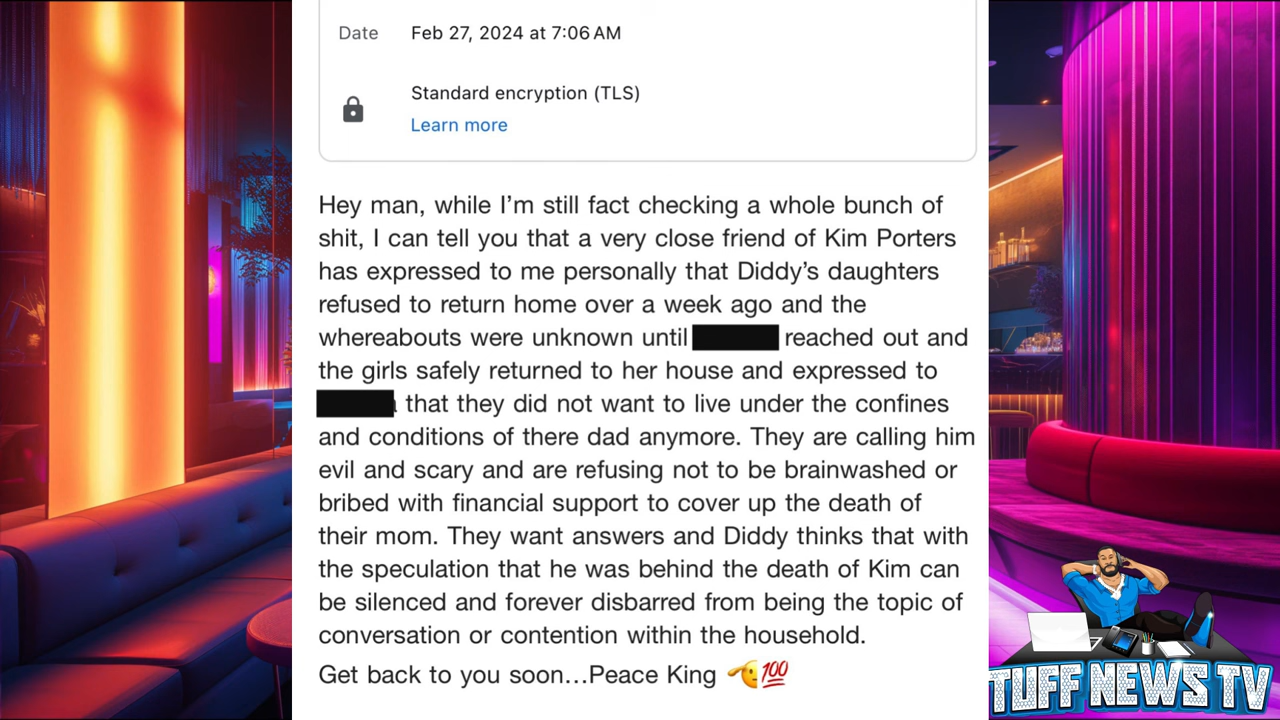 Date Feb 27, 2024 at 7:06 AM
Standard encryption (TLS)
Learn more
Hey man, while I’m still fact checking a whole bunch of
shit, I can tell you that a very close friend of Kim Porters
has expressed to me personally that Diddy’s daughters
refused to return home over a week ago and the
whereabouts were unknown until reached out and
the girls safely returned to her house and expressed to
that they did not want to live under the confines
and conditions of there dad anymore. They are calling him
evil and scary and are refusing not to be brainwashed or
bribed with financial support to cover up the death of
their mom. They want answers and Diddy thinks that with
the speculation that he was behind the death of Kim can
be silenced and forever disbarred from being the topic of
conversation or contention within the household.
Get back to you soon...Peace King 🫡💯
TUFF NEWS TV